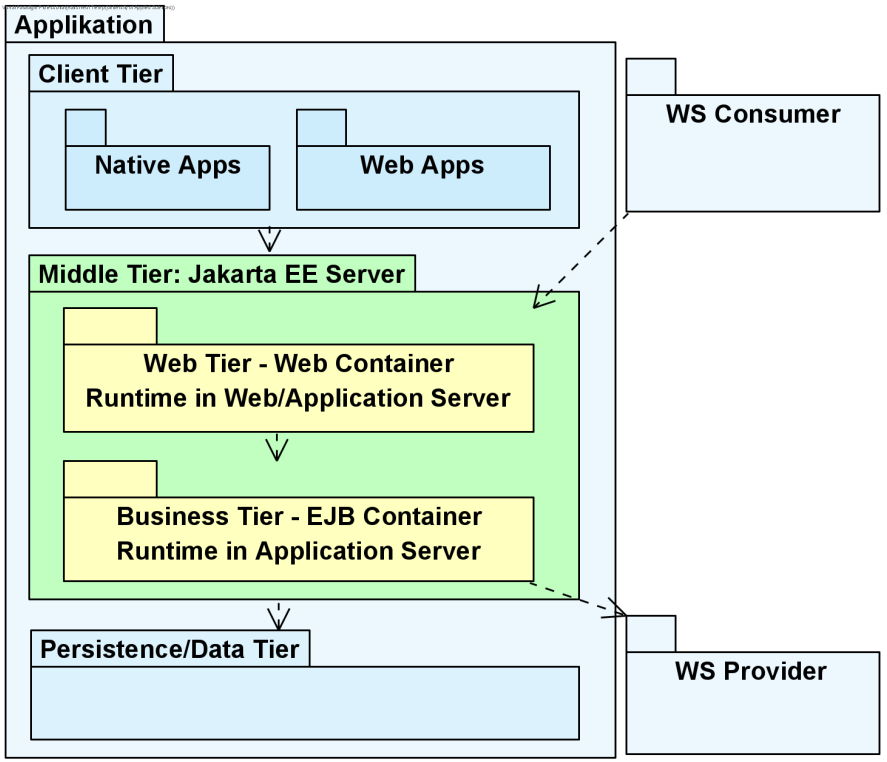 Applikation
Client Tier
Native Apps
Web Apps
WS Consumer
Middle Tier: Jakarta EE Server
Web Tier - Web Container
Runtime in Web/Application Server
Business Tier - EJB Container
Runtime in Application Server
Persistence/Data Tier
WS Provider